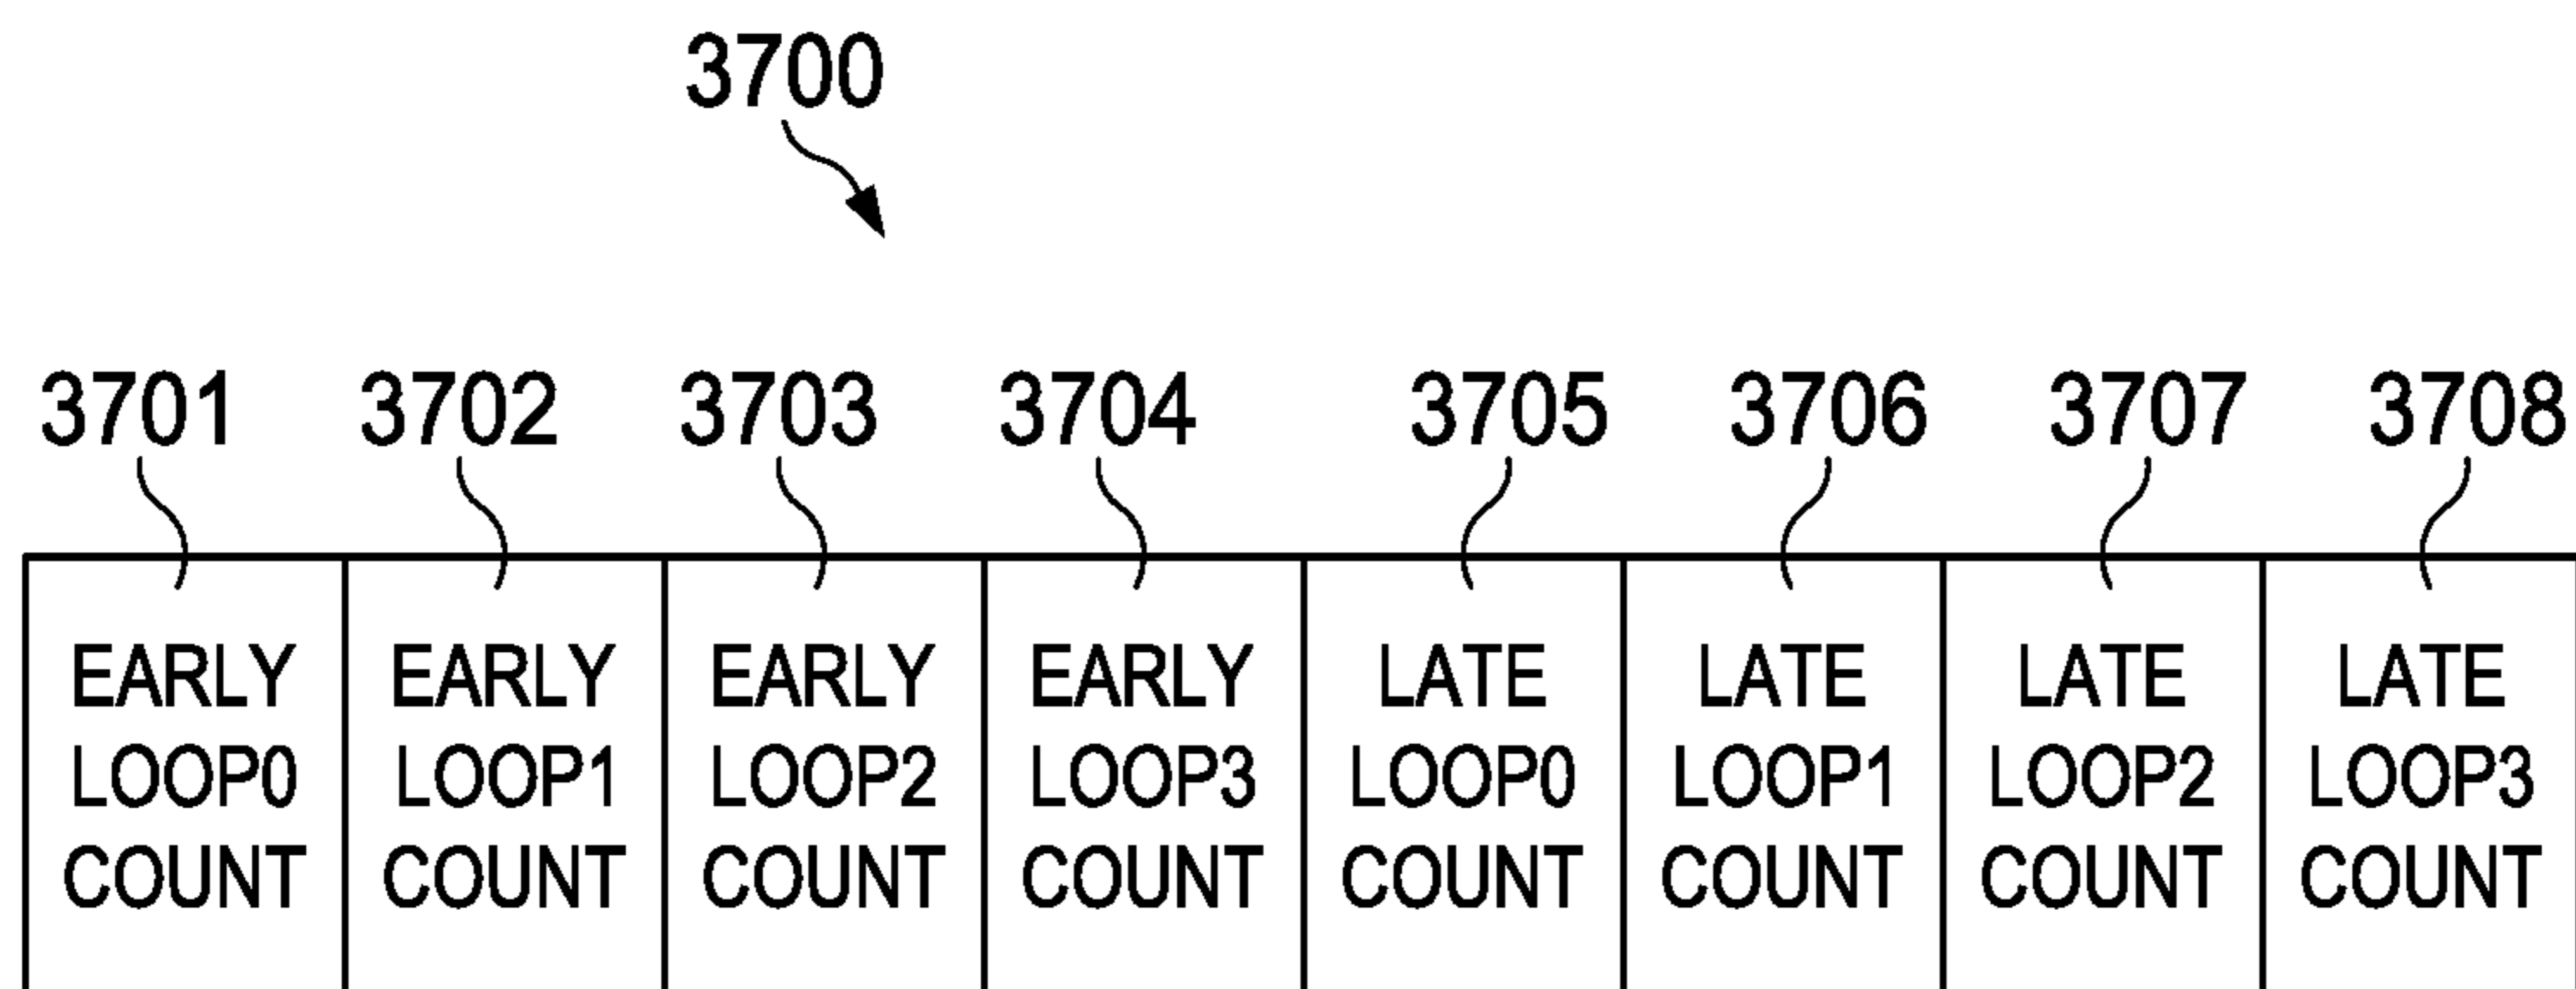 3700
3701 3702 3703 3704 3705 3706 3707 3708
EARLY EARLY EARLY EARLY LATE LATE LATE LATE
LOOP0 LOOP1 LOOP2 LOOP3 LOOP0 LOOP1 LOOP2 LOOP3
COUNT COUNT COUNT COUNT COUNT COUNT COUNT COUNT